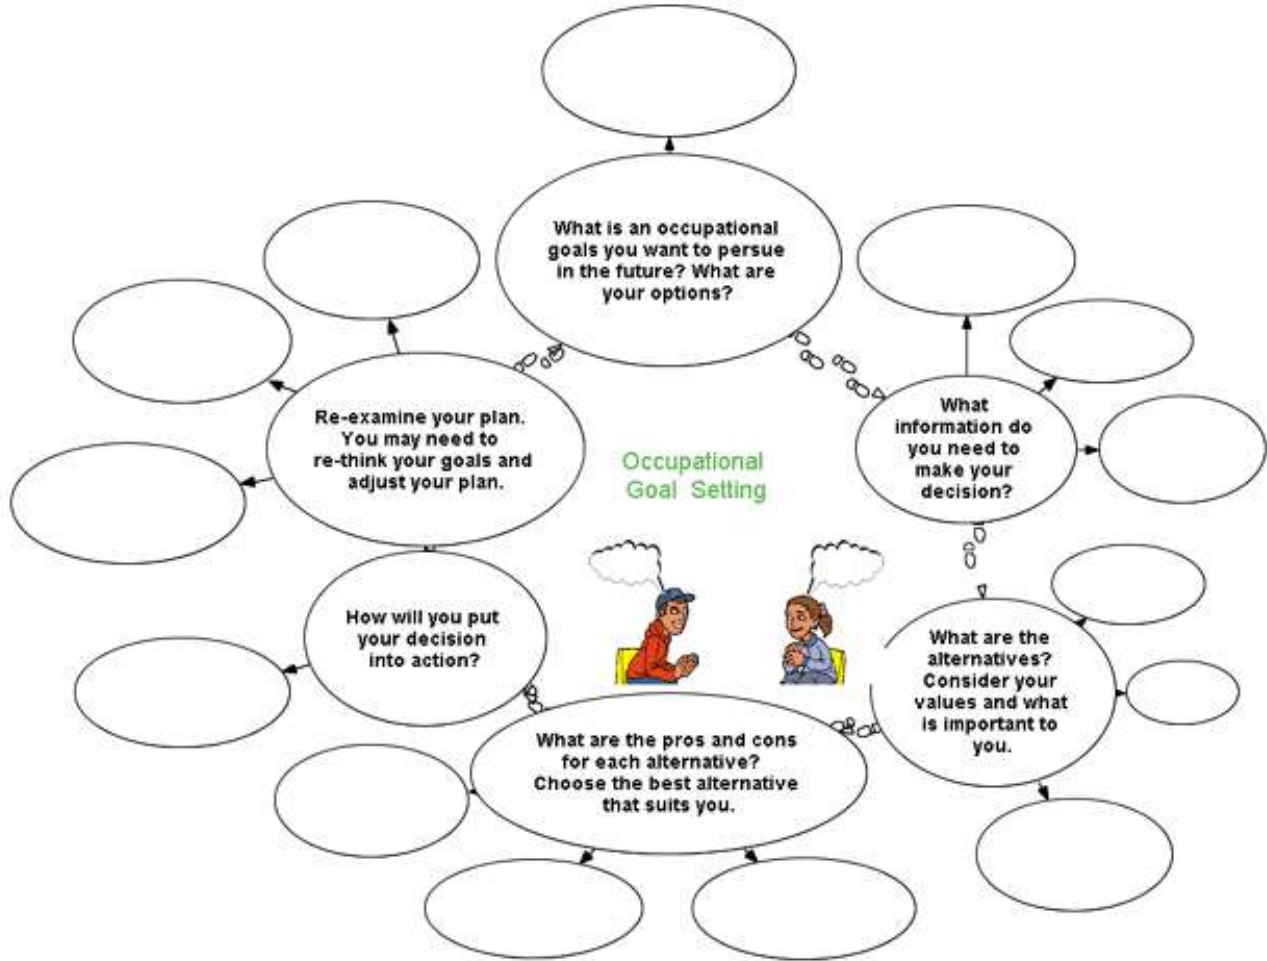 What is an occupational
goals you want to persue
in the future? What are
your options?
What
information do
you need to
make your
decision?
What are the
alternatives?
Consider your
values and what
is important to
you.
What are the pros and cons
for each alternative?
Choose the best alternative
that suits you.
How will you put
your decision
into action?
Re-examine your plan.
You may need to
re-think your goals and
adjust your plan.
Occupational
Goal Setting